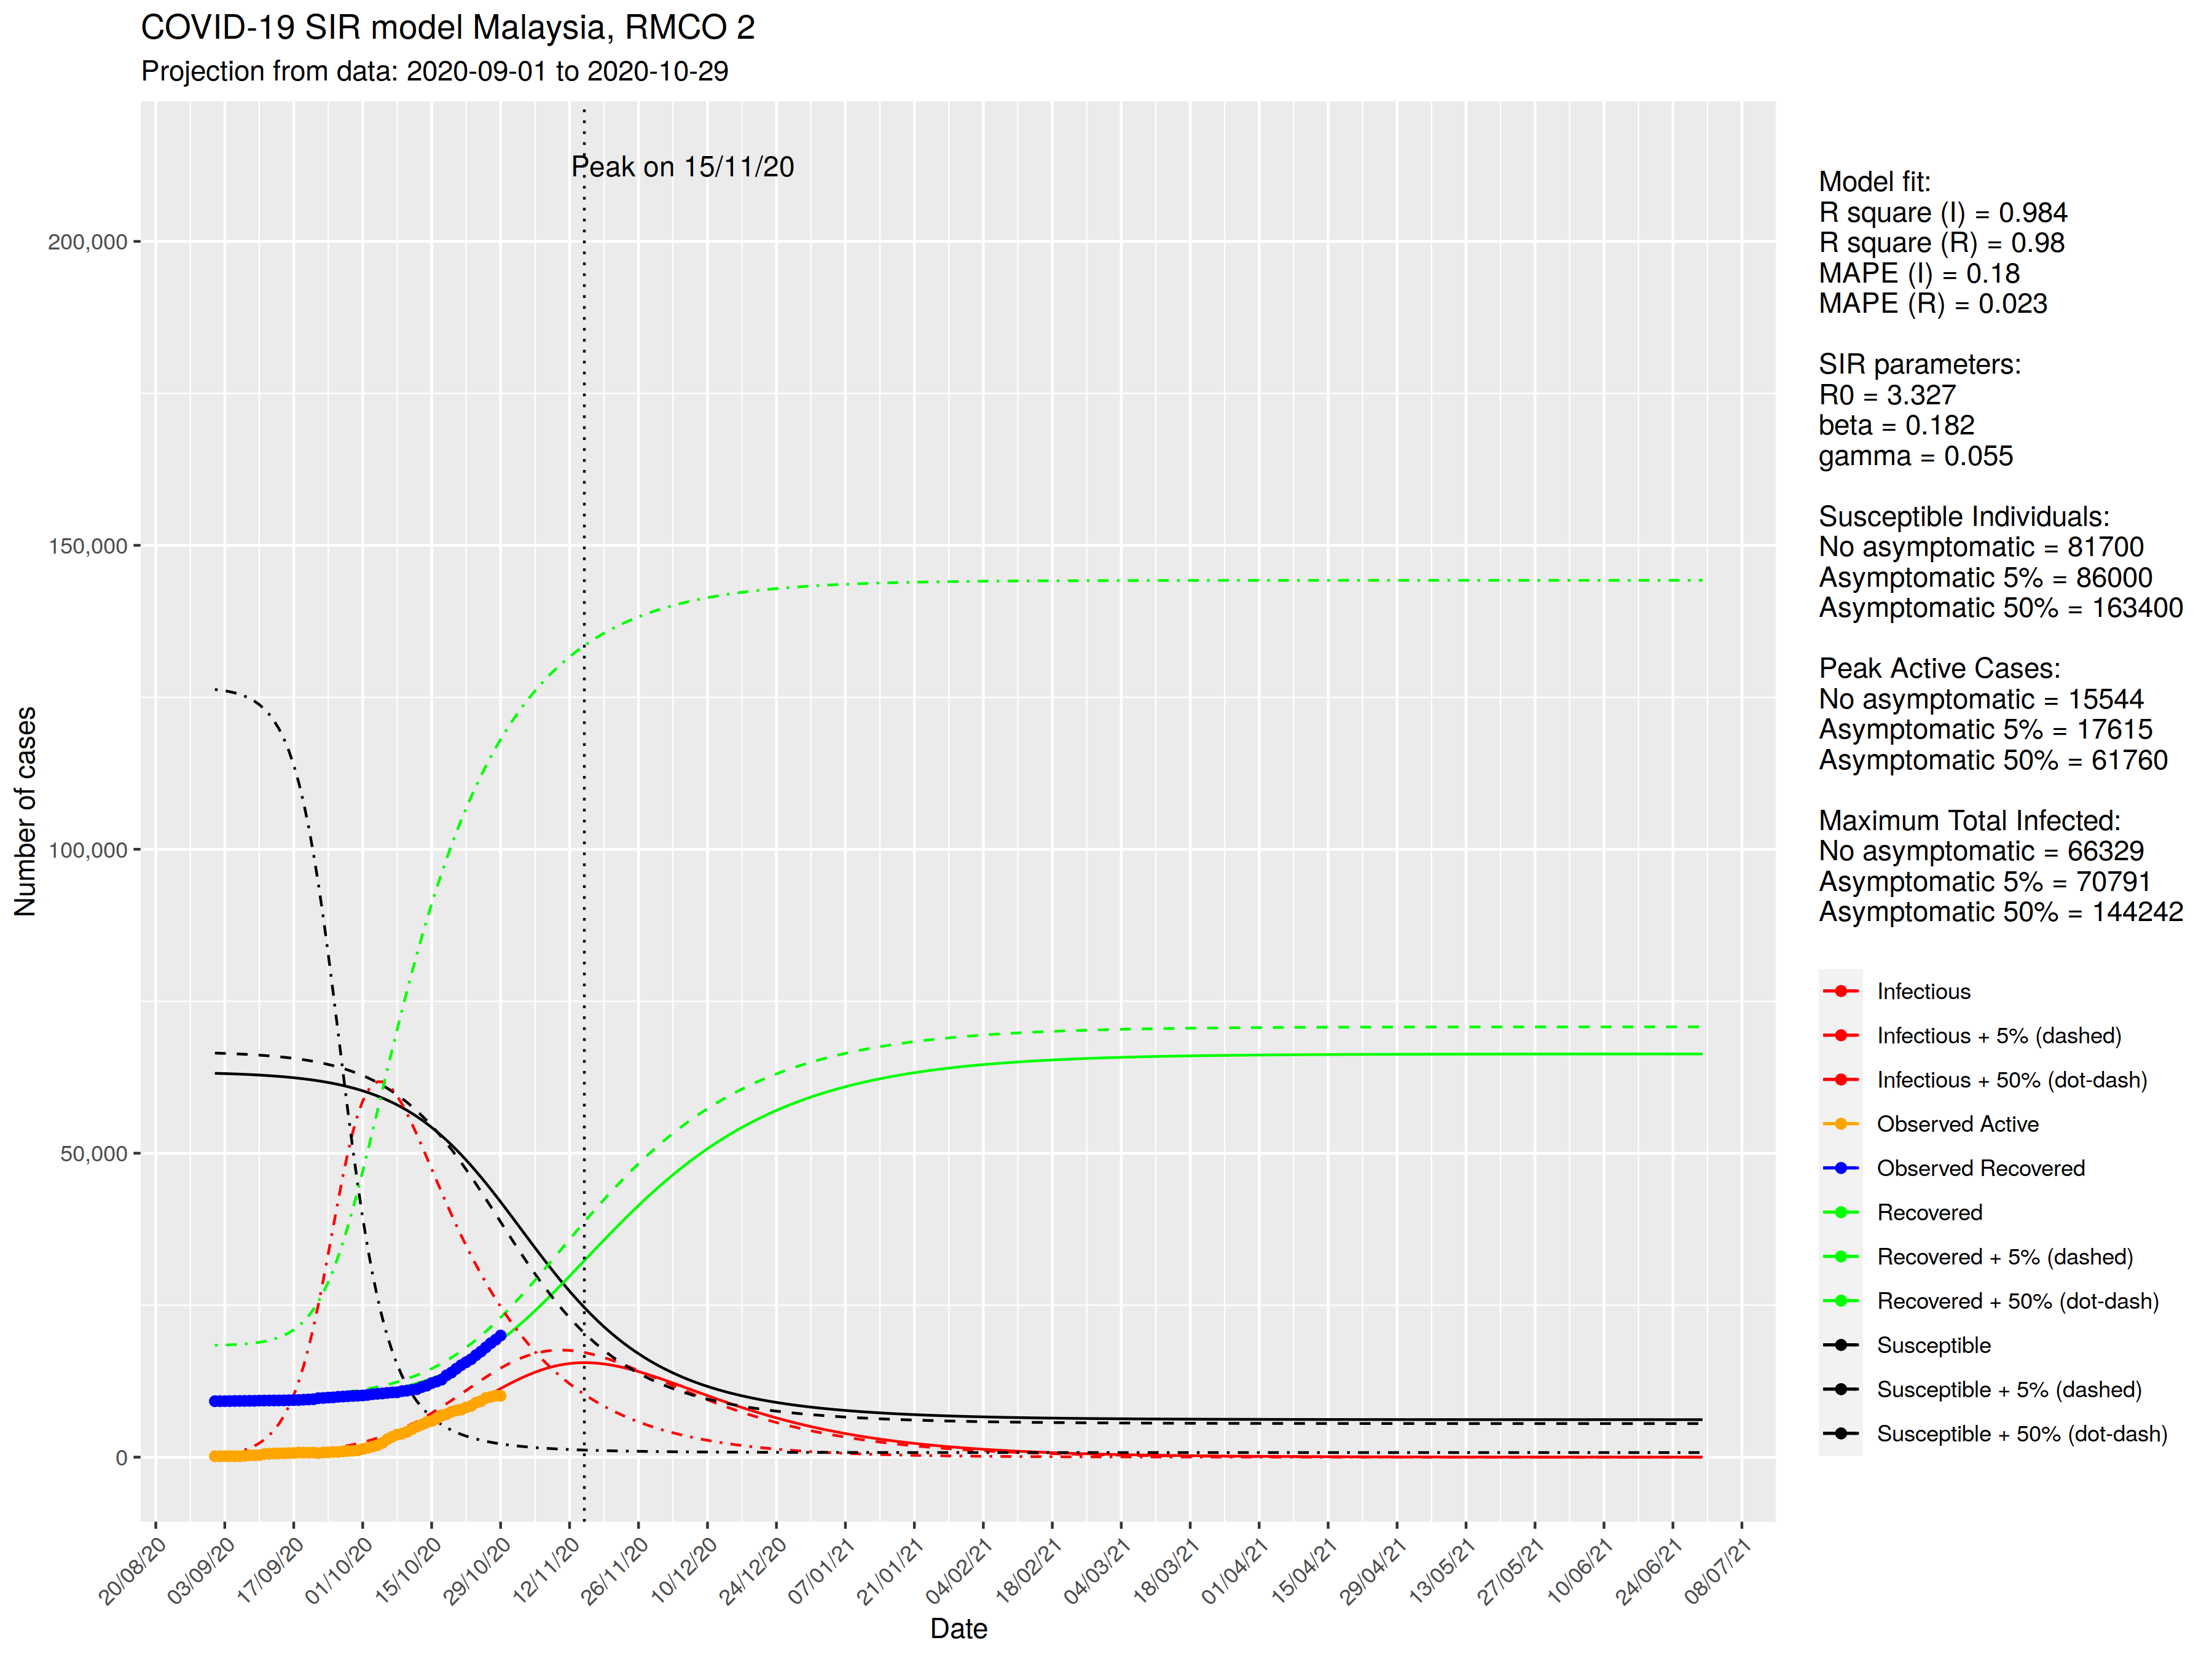 COVID-19 SIR model Malaysia, RMCO 2
Projection from data: 2020-09-01 to 2020-10-29
Peak on 15/11/20
Number of cases
200,000
150,000
100,000
50,000
0
20/08/20
03/09/20
17/09/20
01/10/20
15/10/20
29/10/20
12/11/20
26/11/20
10/12/20
24/12/20
07/01/21
21/01/21
04/02/21
18/02/21
04/03/21
18/03/21
01/04/21
15/04/21
29/04/21
13/05/21
27/05/21
10/06/21
24/06/21
08/07/21
Date
Model fit:
R square (I) = 0.984
R square (R) = 0.98
MAPE (I) = 0.18
MAPE (R) = 0.023
SIR parameters:
R0 = 3.327
beta = 0.182
gamma = 0.055
Susceptible Individuals:
No asymptomatic = 81700
Asymptomatic 5% = 86000
Asymptomatic 50% = 163400
Peak Active Cases:
No asymptomatic = 15544
Asymptomatic 5% = 17615
Asymptomatic 50% = 61760
Maximum Total Infected:
No asymptomatic = 66329
Asymptomatic 5% = 70791
Asymptomatic 50% = 144242
Infectious
Infectious + 5% (dashed)
Infectious + 50% (dot-dash)
Observed Active
Observed Recovered
Recovered
Recovered + 5% (dashed)
Recovered + 50% (dot-dash)
Susceptible
Susceptible + 5% (dashed)
Susceptible + 50% (dot-dash)